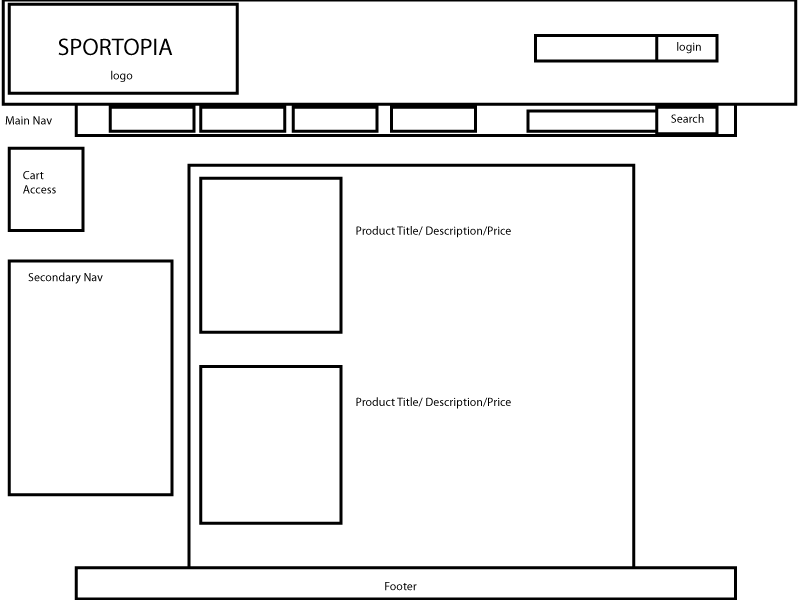 SPORTOPIA
logo
login
Main Nav
Search
Cart
Access
Product Title/ Description/Price
Secondary Nav
Product Title/ Description/Price
Footer